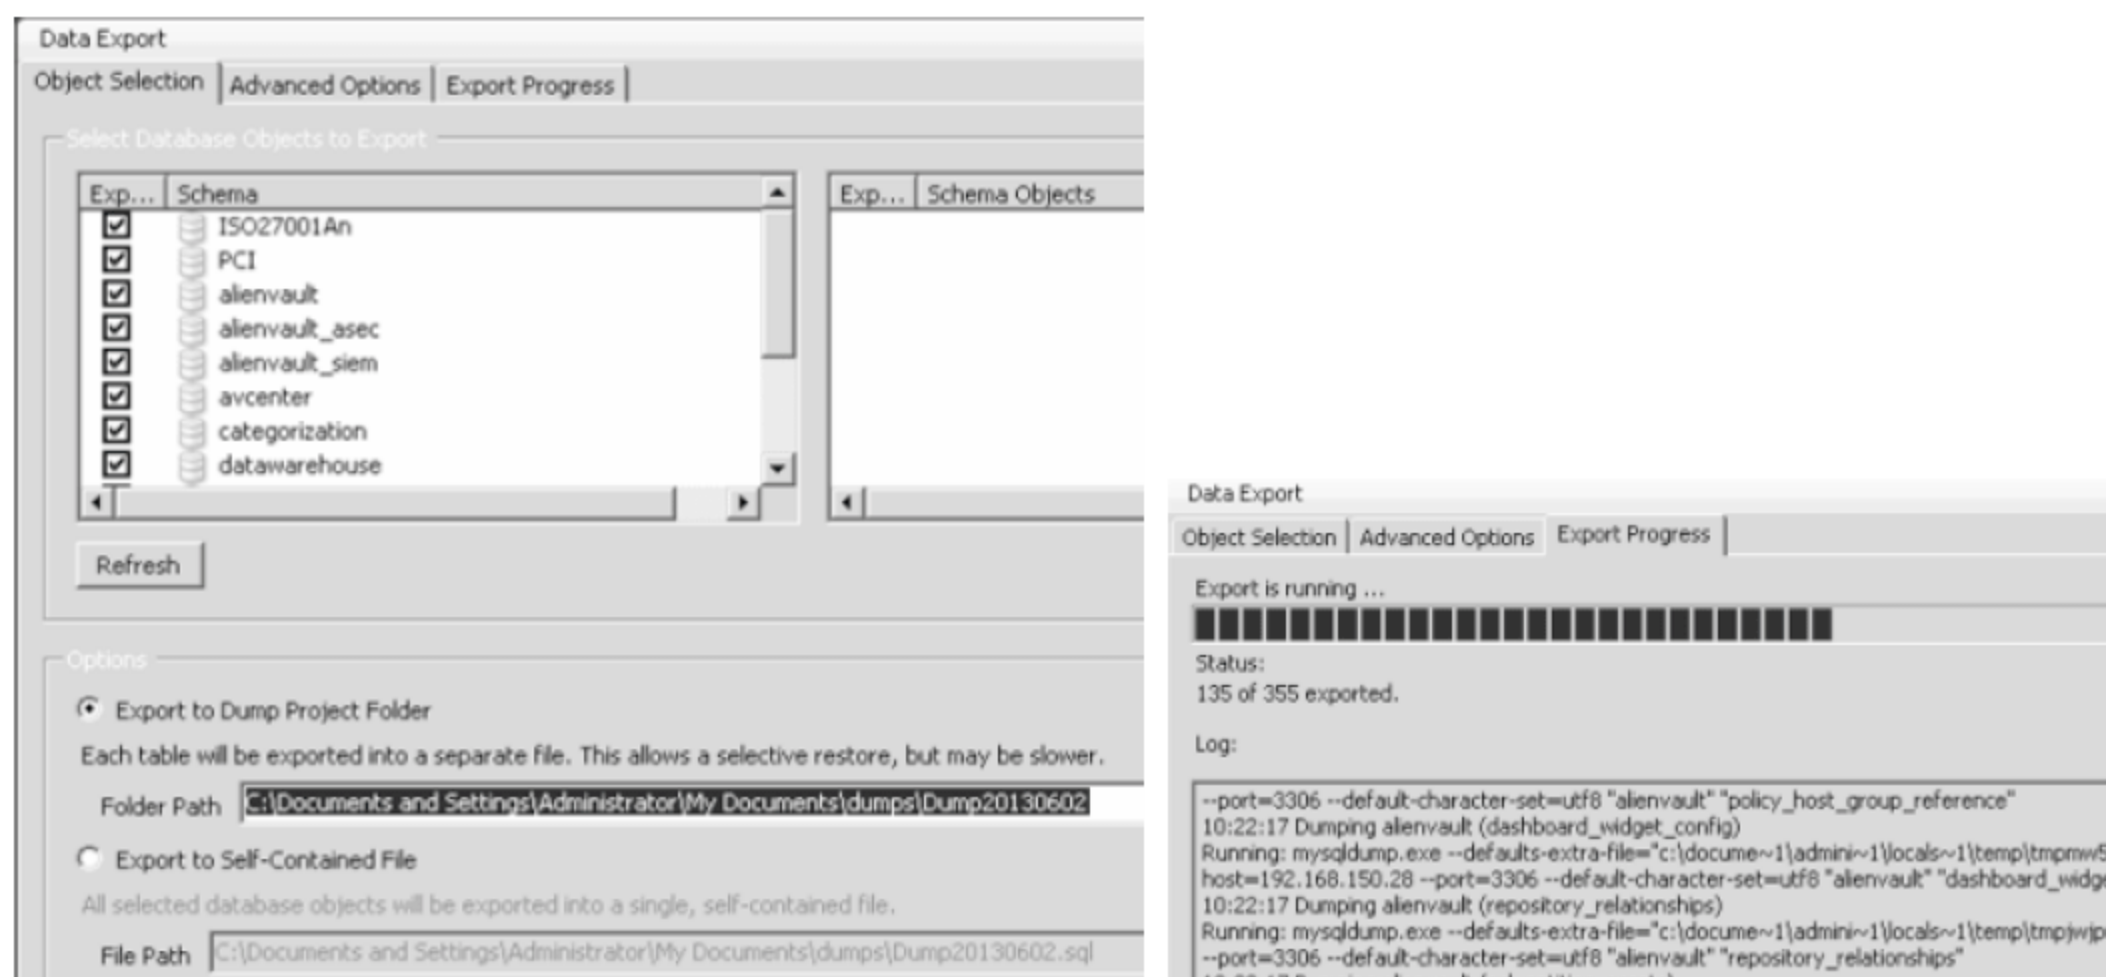 Data Export
Object Selection Advanced Options Export Progress
Select Database Objects to Export
Exp... Schema
ISO27001An
PCI
alienvault
alienvault_asec
alienvault_siem
avcenter
categorization
datawarehouse
Exp... Schema Objects
Refresh
Options
Export to Dump Project Folder
Each table will be exported into a separate file. This allows a selective restore, but may be slower.
Folder Path C:\Documents and Settings\Administrator\My Documents\dumps\Dump20130602
Export to Self-Contained File
All selected database objects will be exported into a single, self-contained file.
File Path C:\Documents and Settings\Administrator\My Documents\dumps\Dump20130602.sql
Data Export
Object Selection Advanced Options Export Progress
Export is running ...
Status:
135 of 355 exported.
Log:
--port=3306 --default-character-set=utf8 "alienvault" "policy_host_group_reference"
10:22:17 Dumping alienvault (dashboard_widget_config)
Running: mysqldump.exe --defaults-extra-file="c:\docume~1\admini~1\locals~1\temp\tmpmw5
host=192.168.150.28 --port=3306 --default-character-set=utf8 "alienvault" "dashboard_widge
10:22:17 Dumping alienvault (repository_relationships)
Running: mysqldump.exe --defaults-extra-file="c:\docume~1\admini~1\locals~1\temp\tmpjwjp
--port=3306 --default-character-set=utf8 "alienvault" "repository_relationships"